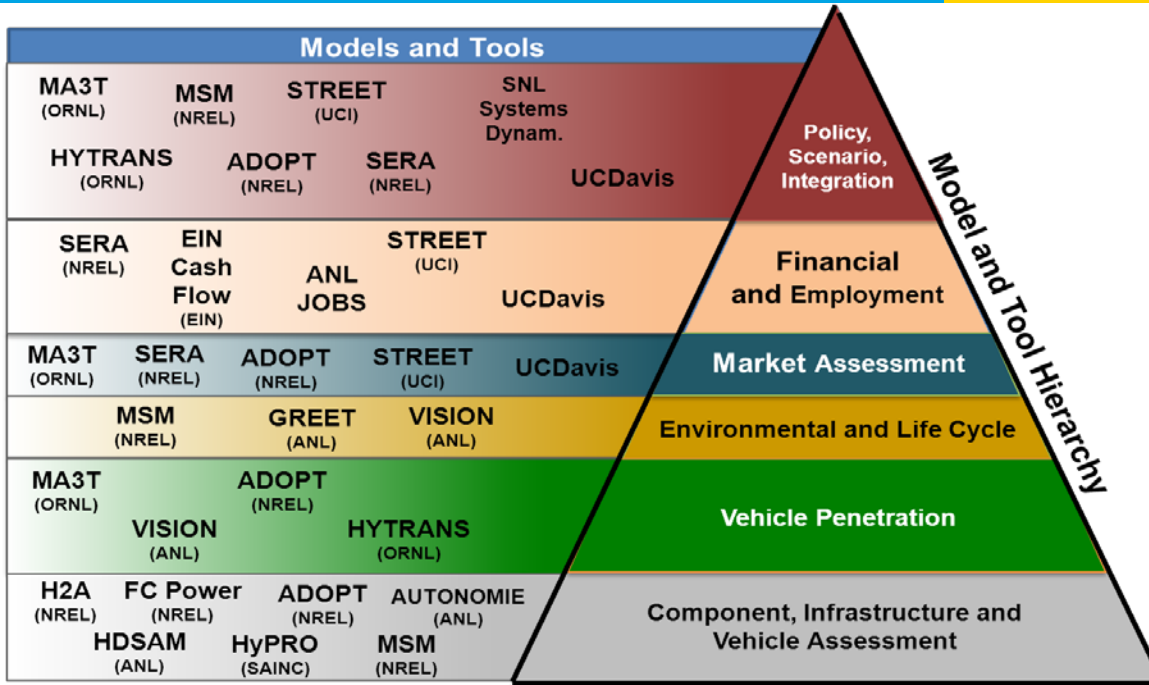 Models and Tools
MA3T
(ORNL)
MSM
(NREL)
STREET
(UCI)
SNL
Systems
Dynam.
HYTRANS
(ORNL)
ADOPT
(NREL)
SERA
(NREL)
UCDavis
Policy,
Scenario,
Integration
SERA
(NREL)
EIN
Cash
Flow
(EIN)
ANL
JOBS
STREET
(UCI)
UCDavis
Financial
and Employment
MA3T
(ORNL)
SERA
(NREL)
ADOPT
(NREL)
STREET
(UCI)
UCDavis
Market Assessment
MSM
(NREL)
GREET
(ANL)
VISION
(ANL)
Environmental and Life Cycle
MA3T
(ORNL)
ADOPT
(NREL)
VISION
(ANL)
HYTRANS
(ORNL)
Vehicle Penetration
H2A
(NREL)
FC Power
(NREL)
ADOPT
(NREL)
AUTONOMIE
(ANL)
HDSAM
(ANL)
HyPRO
(SAINC)
MSM
(NREL)
Component, Infrastructure and
Vehicle Assessment
Model and Tool Hierarchy